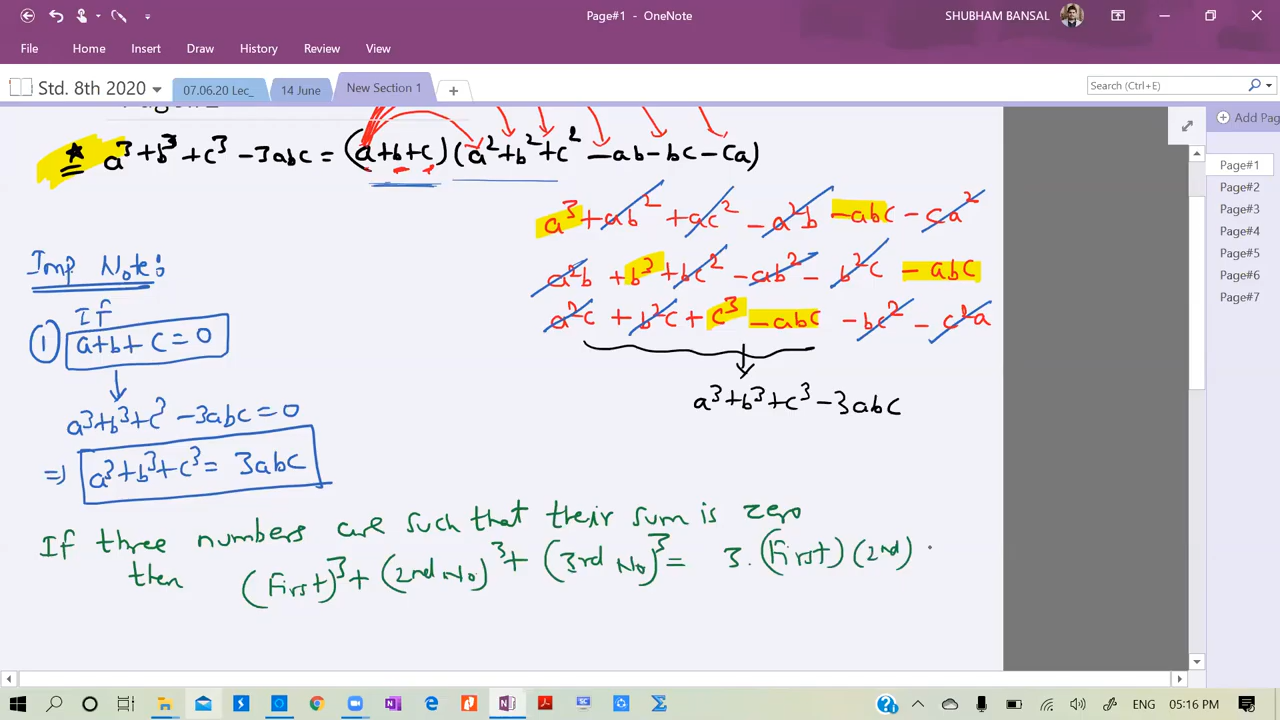 Page#1 - OneNote
SHUBHAM BANSAL
File Home Insert Draw History Review View
Std. 8th 2020
07.06.20 Lec_
14 June
New Section 1
Search (Ctrl+E)
Add Pag
Page#1
Page#2
Page#3
Page#4
Page#5
Page#6
Page#7
★ a³+b³+c³-3abc = (a+b+c)(a²+b²+c²-ab-bc-ca)
a³+ab²+ac²-a²b-abc-ca²
a²b+b³+bc²-ab²-b²c-abc
a²c+b²c+c³-abc-bc²-c²a
a³+b³+c³-3abc
Imp Note:
① If
a+b+c=0
a³+b³+c³-3abc=0
⇒ a³+b³+c³=3abc
If three numbers are such that their sum is zero
then (First)³+(2nd No)³+(3rd No)³= 3.(First)(2nd)
ENG 05:16 PM